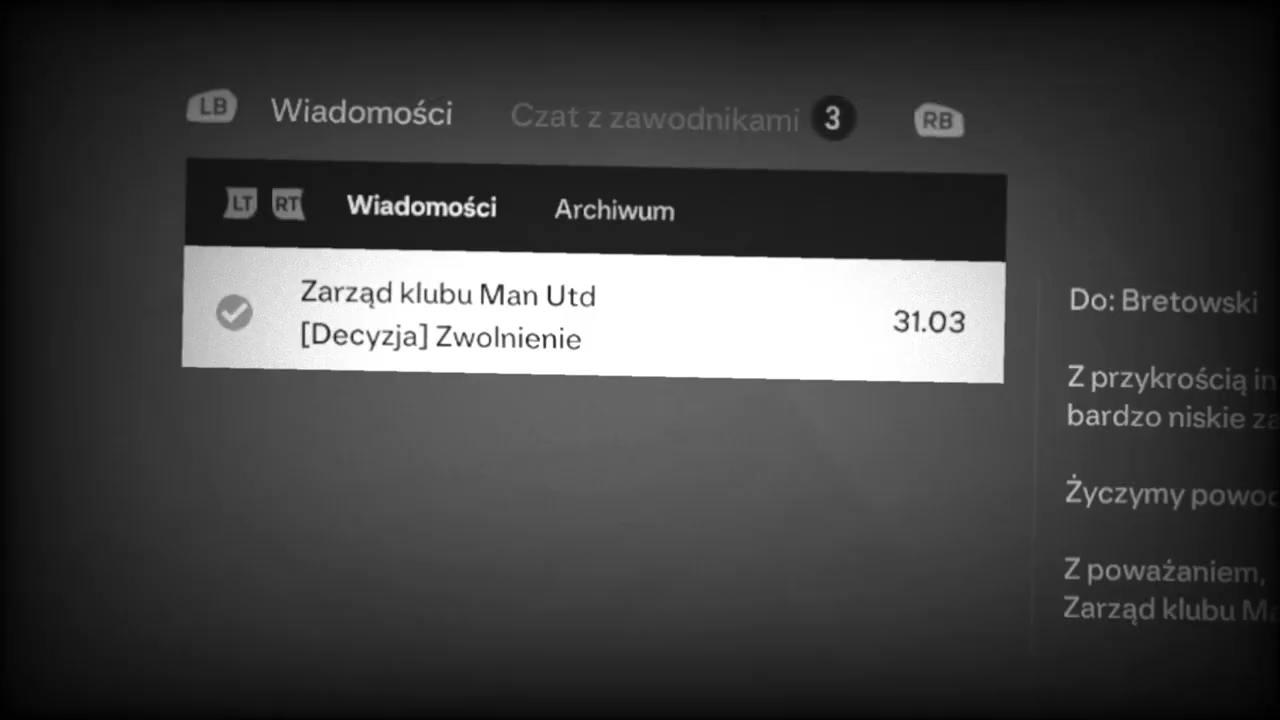 LB Wiadomości Czat z zawodnikami 3 RB
LT RT Wiadomości Archiwum
Zarząd klubu Man Utd
[Decyzja] Zwolnienie
31.03
Do: Bretowski
Z przykrością
bardzo niskie
Życzymy
Z poważaniem,
Zarząd klubu